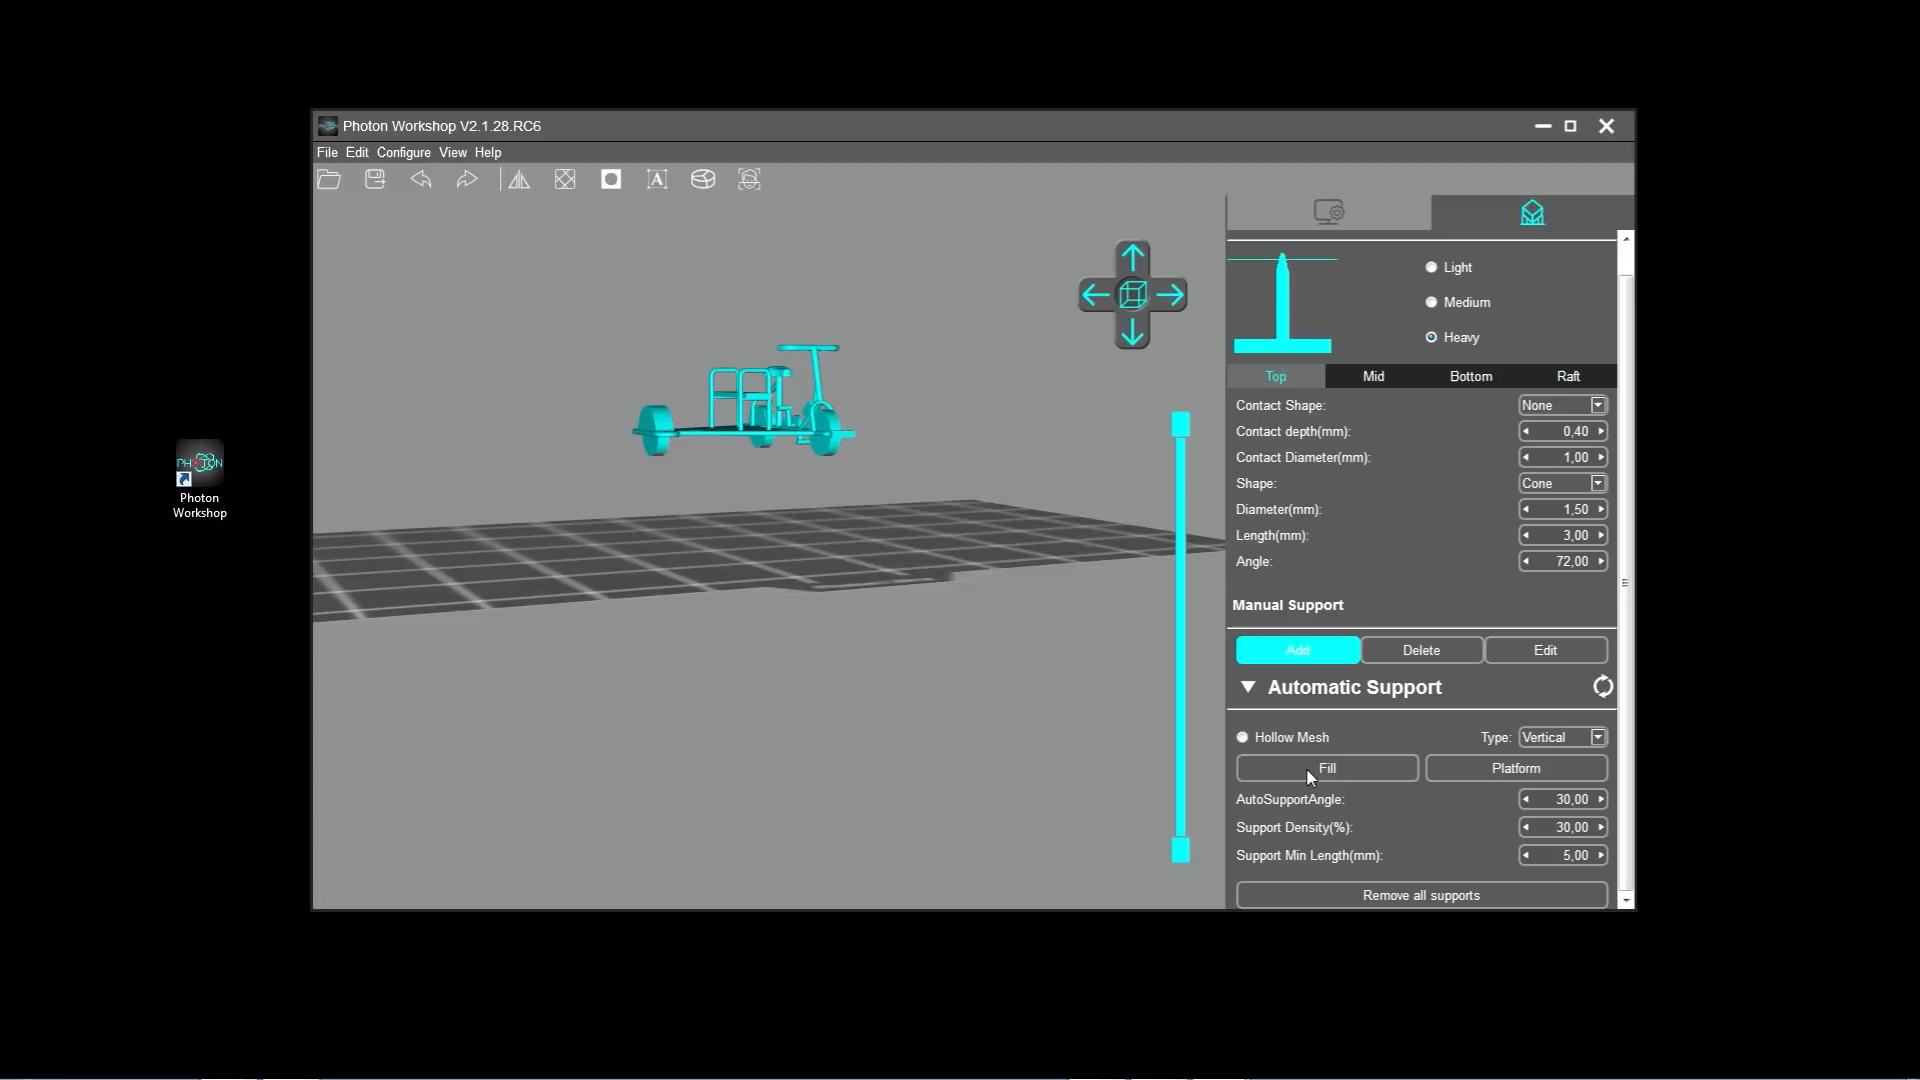 Photon Workshop V2.1.28.RC6
File Edit Configure View Help
A
Light
Medium
Heavy
Top Mid Bottom Raft
Contact Shape: None
Contact depth(mm): 0,40
Contact Diameter(mm): 1,00
Shape: Cone
Diameter(mm): 1,50
Length(mm): 3,00
Angle: 72,00
Manual Support
Add Delete Edit
Automatic Support
Hollow Mesh Type: Vertical
Fill Platform
AutoSupportAngle: 30,00
Support Density(%): 30,00
Support Min Length(mm): 5,00
Remove all supports
PHOTON
Photon
Workshop